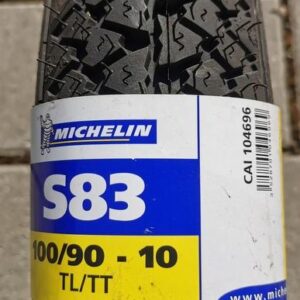 MICHELIN
S83
100/90 - 10
TL/TT
CAI 104696
www.miche